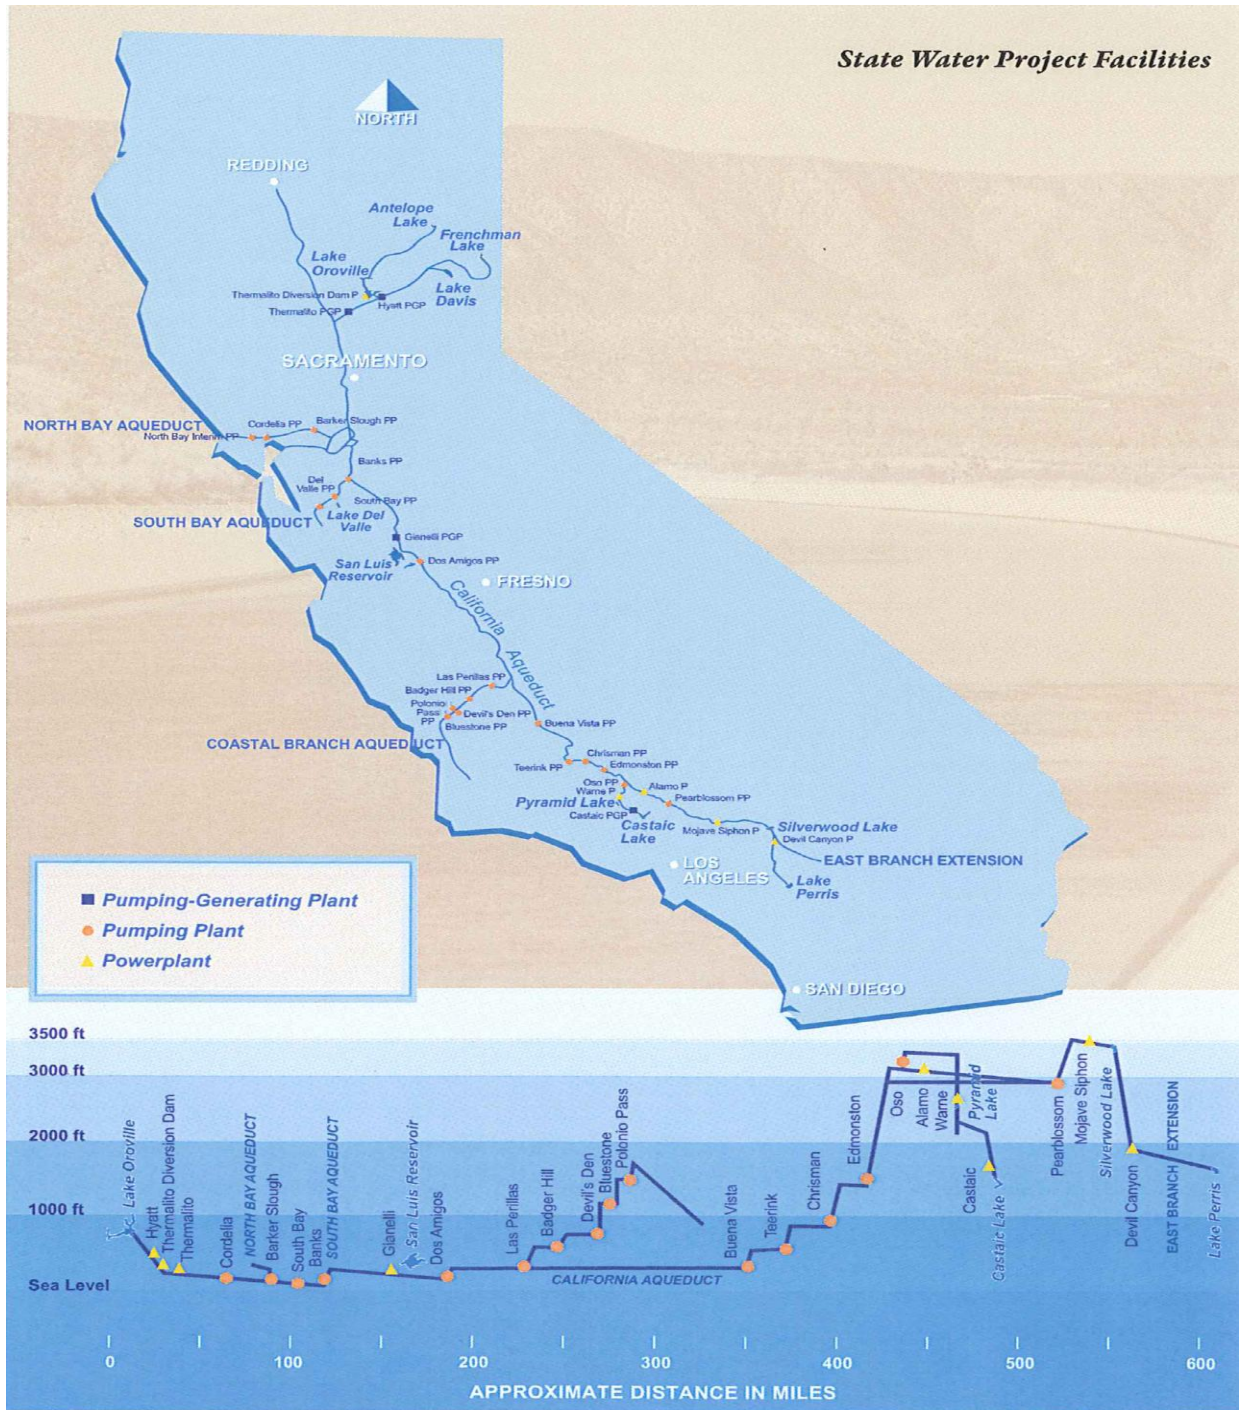 State Water Project Facilities
NORTH
REDDING
Antelope
Lake
Frenchman
Lake
Lake
Oroville
Lake
Davis
Thermalito Diversion Dam P
Hyatt PGP
Thermalito PGP
SACRAMENTO
NORTH BAY AQUEDUCT
Cordelia PP
Barker Slough PP
North Bay Interim PP
Banks PP
Del
Valle PP
South Bay PP
SOUTH BAY AQUEDUCT
Lake Del
Valle
Gianelli PGP
San Luis
Reservoir
Dos Amigos PP
FRESNO
California
Aqueduct
Las Perillas PP
Badger Hill PP
Polonio
Pass
PP
Devil's Den PP
Bluestone PP
Buena Vista PP
COASTAL BRANCH AQUEDUCT
Chrisman PP
Teerink PP
Edmonston PP
Oso PP
Warne P
Alamo P
Pyramid Lake
Pearblossom PP
Castaic PGP
Castaic
Lake
Mojave Siphon P
Silverwood Lake
Devil Canyon P
EAST BRANCH EXTENSION
LOS
ANGELES
Lake
Perris
SAN DIEGO
Pumping-Generating Plant
Pumping Plant
Powerplant
3500 ft
3000 ft
2000 ft
1000 ft
Sea Level
Lake Oroville
Hyatt
Thermalito Diversion Dam
Thermalito
Cordelia
NORTH BAY AQUEDUCT
Barker Slough
South Bay
Banks
SOUTH BAY AQUEDUCT
Gianelli
San Luis Reservoir
Dos Amigos
Las Perillas
Badger Hill
Devil's Den
Bluestone
Polonio Pass
CALIFORNIA AQUEDUCT
Buena Vista
Teerink
Chrisman
Edmonston
Oso
Alamo
Warne
Pyramid
Lake
Castaic
Castaic Lake
Pearblossom
Mojave Siphon
Silverwood Lake
Devil Canyon
EAST BRANCH EXTENSION
Lake Perris
0 100 200 300 400 500 600
APPROXIMATE DISTANCE IN MILES